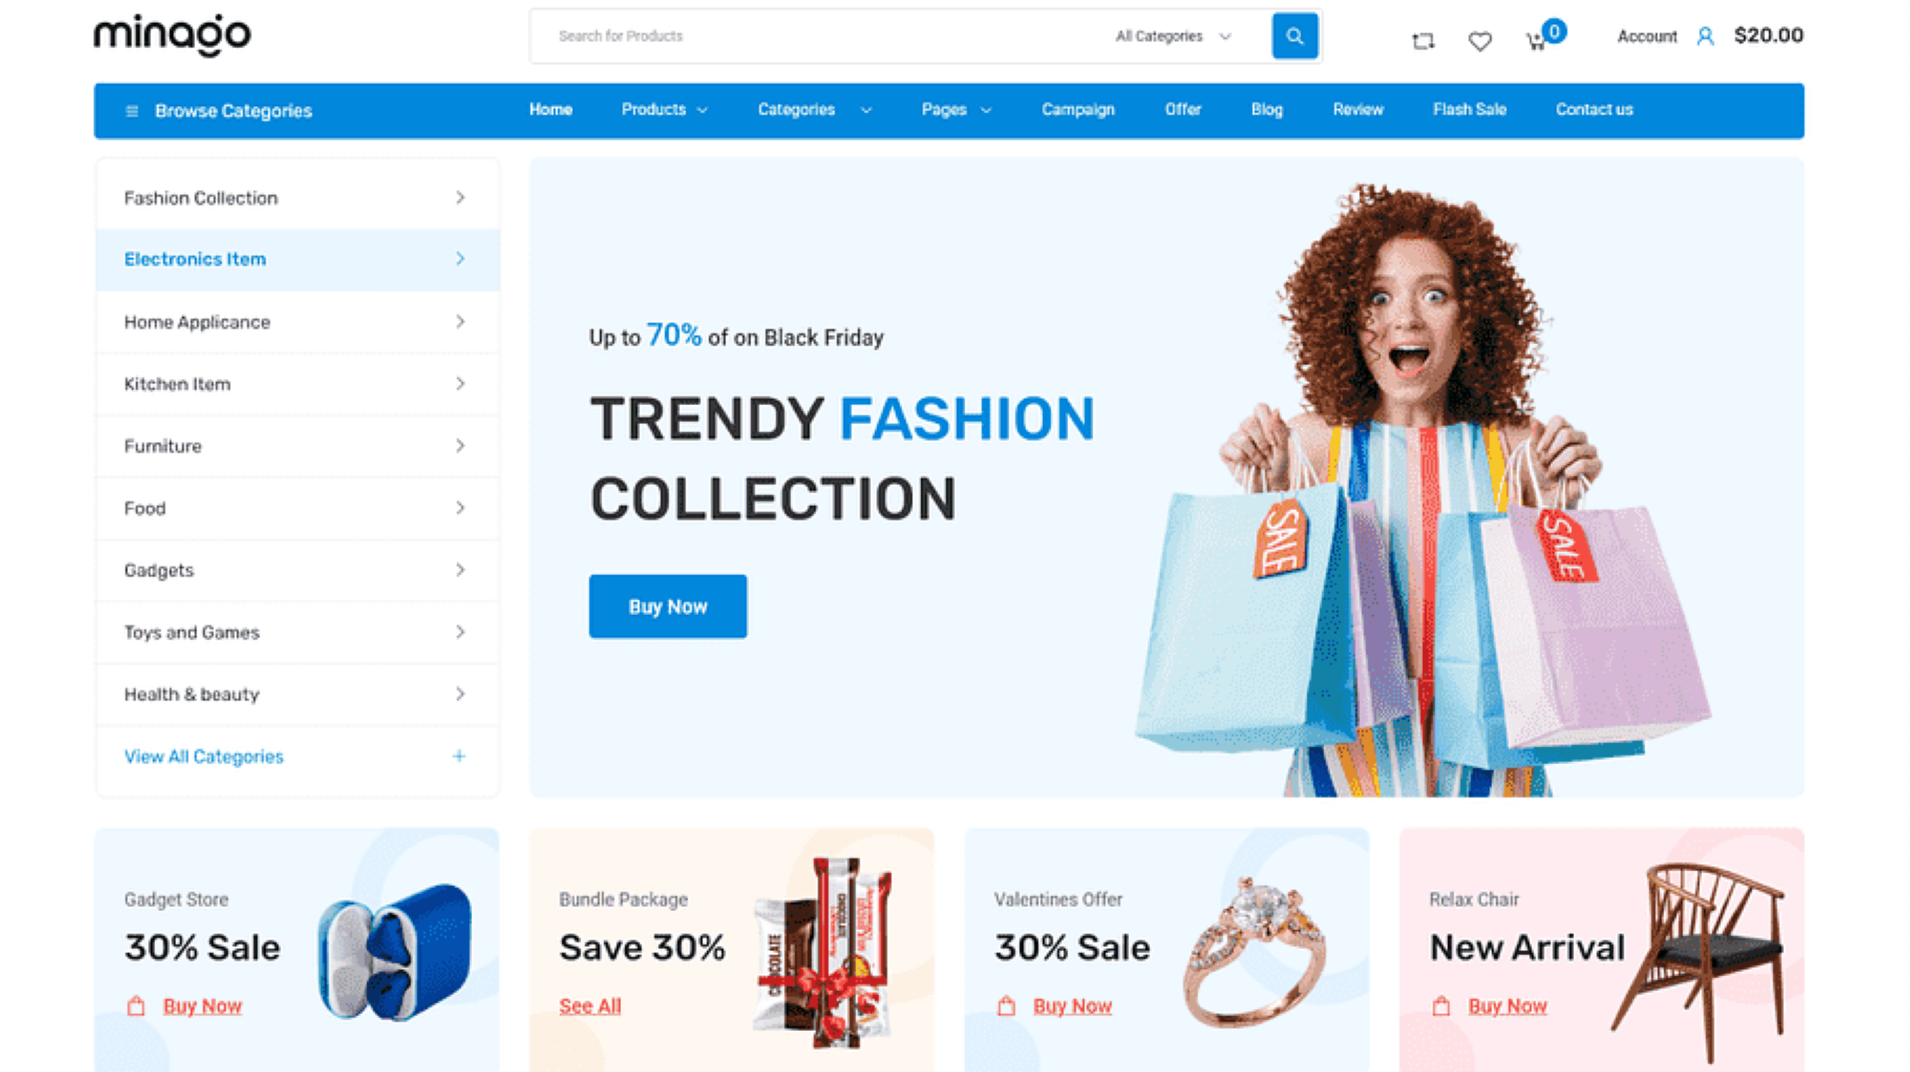 minago
Search for Products
All Categories
0
Account
$20.00
Browse Categories
Home
Products
Categories
Pages
Campaign
Offer
Blog
Review
Flash Sale
Contact us
Fashion Collection
Electronics Item
Home Applicance
Kitchen Item
Furniture
Food
Gadgets
Toys and Games
Health & beauty
View All Categories
Up to 70% of on Black Friday
TRENDY FASHION
COLLECTION
Buy Now
SALE
SALE
Gadget Store
30% Sale
Buy Now
Bundle Package
Save 30%
See All
CHOCOLATE
Valentines Offer
30% Sale
Buy Now
Relax Chair
New Arrival
Buy Now